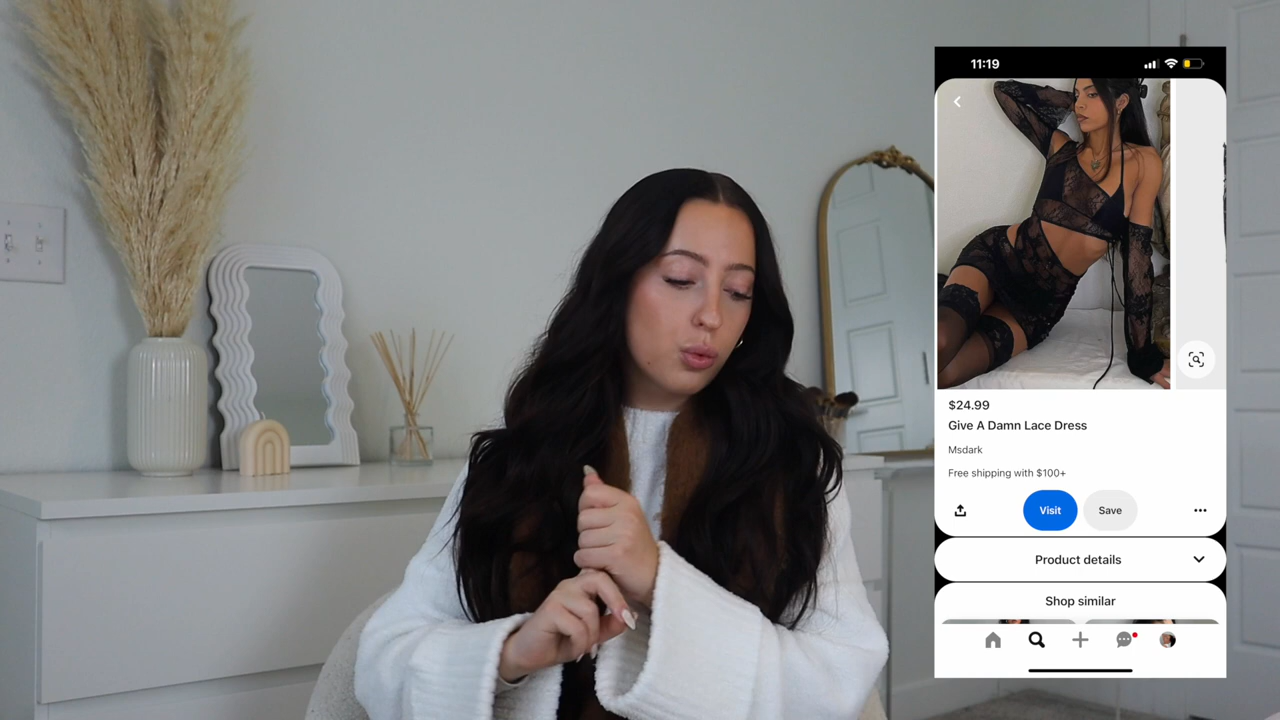 11:19
$24.99
Give A Damn Lace Dress
Msdark
Free shipping with $100+
Visit
Save
Product details
Shop similar